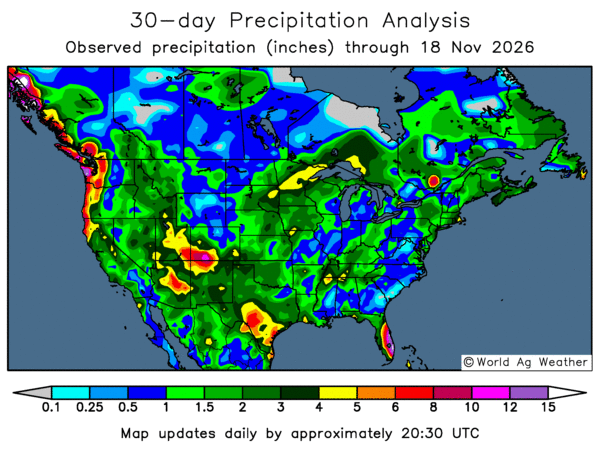 30-day Precipitation Analysis
Observed precipitation (inches) through 18 Nov 2026
© World Ag Weather
0.1 0.25 0.5 1 1.5 2 3 4 5 6 8 10 12 15
Map updates daily by approximately 20:30 UTC